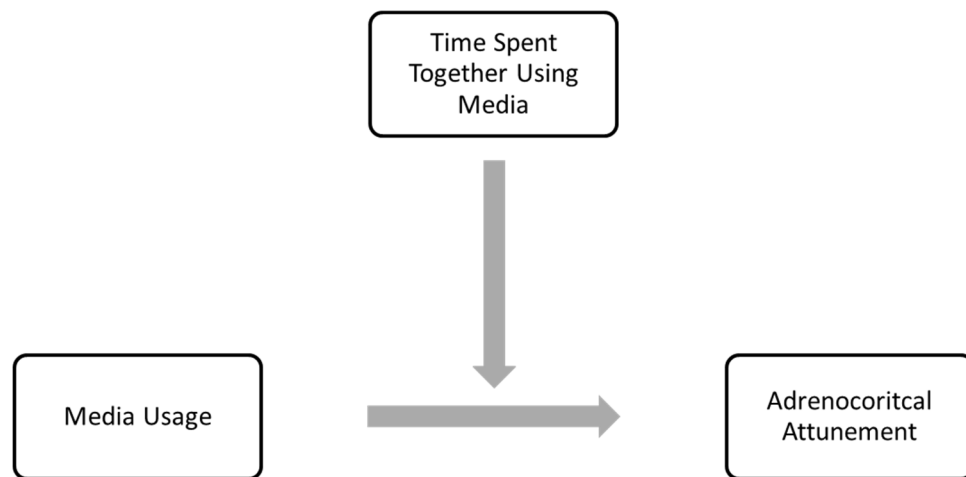 Time Spent
Together Using
Media
Media Usage
Adrenocoritcal
Attunement